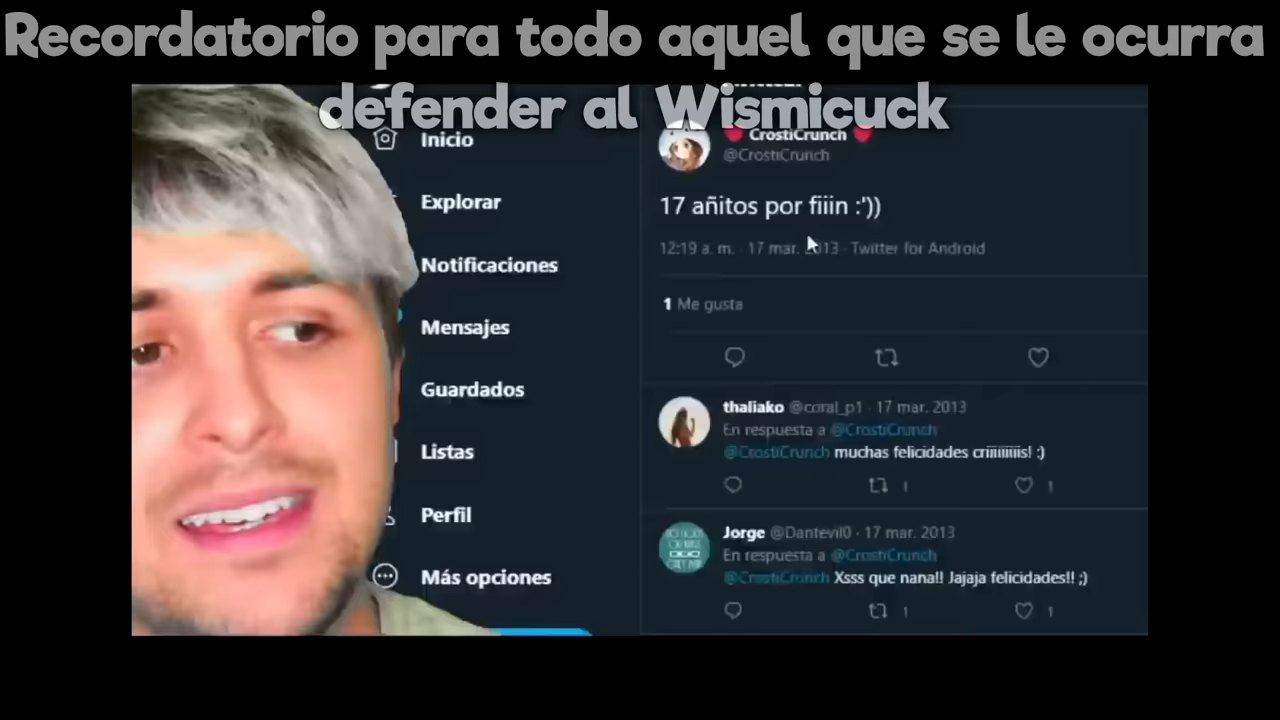 Recordatorio para todo aquel que se le ocurra
defender al Wismicuck
Inicio
Explorar
Notificaciones
Mensajes
Guardados
Listas
Perfil
Más opciones
CrostiCrunch
@CrostiCrunch
17 añitos por fiiin :'))
12:19 a. m. · 17 mar. 2013 · Twitter for Android
1 Me gusta
thaliako @coral_p1 · 17 mar. 2013
En respuesta a @CrostiCrunch
@CrostiCrunch muchas felicidades criiiiiiiiis! :)
1 1
Jorge @Dantevil0 · 17 mar. 2013
En respuesta a @CrostiCrunch
@CrostiCrunch Xsss que nana!! Jajaja felicidades!! ;)
1 1